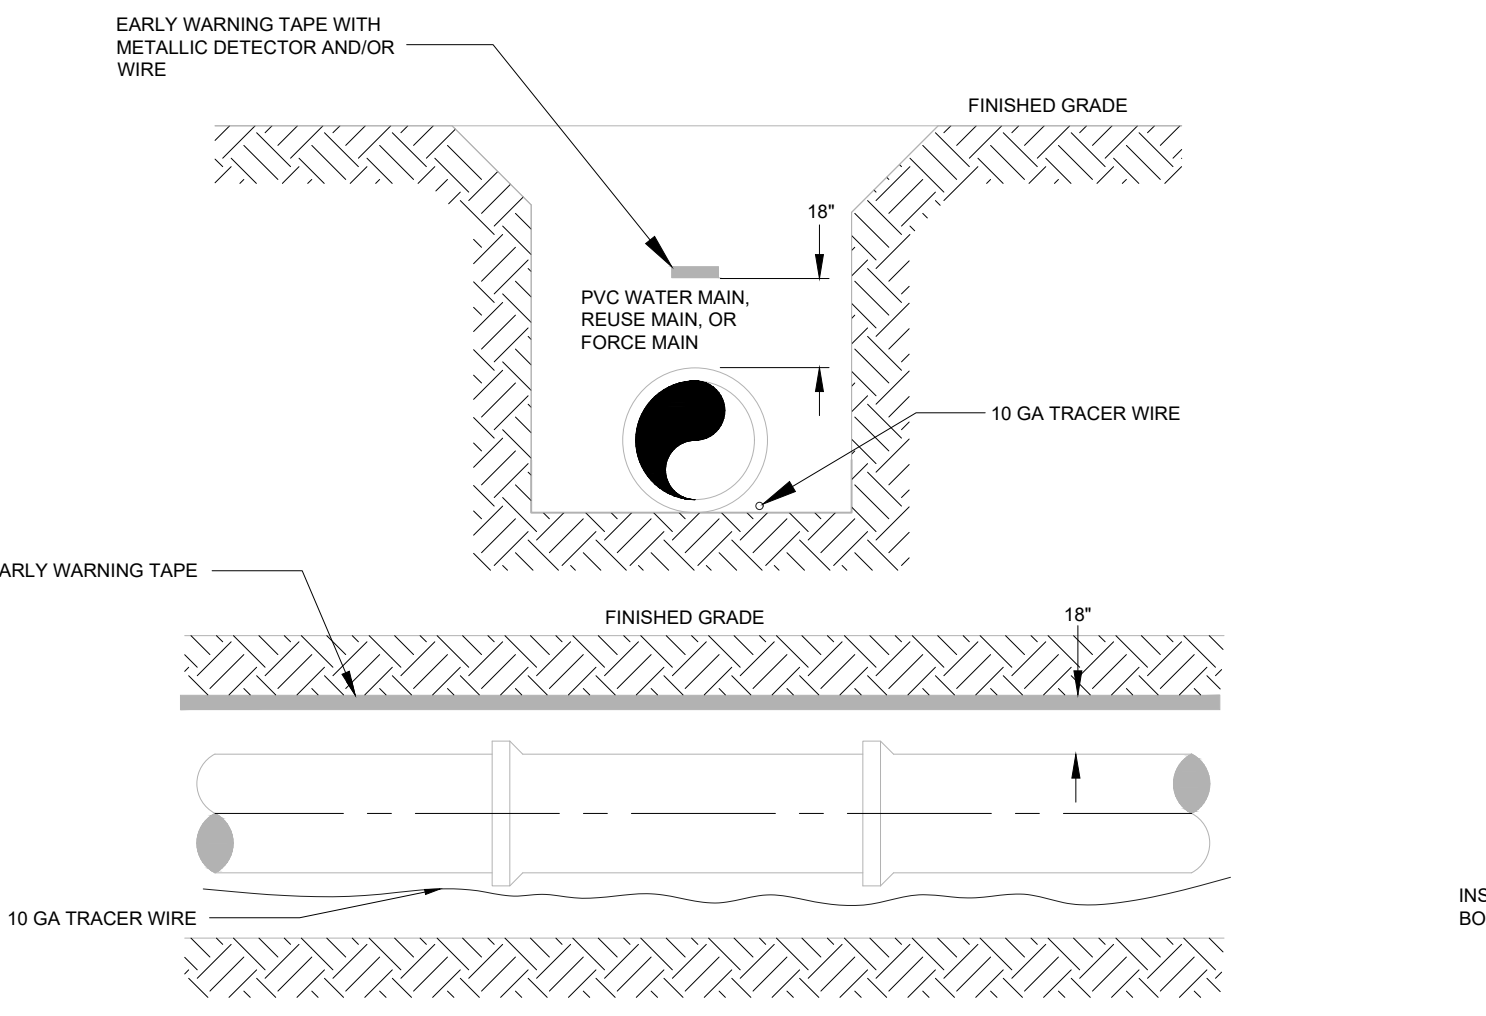 EARLY WARNING TAPE WITH
METALLIC DETECTOR AND/OR
WIRE
FINISHED GRADE
18"
PVC WATER MAIN,
REUSE MAIN, OR
FORCE MAIN
10 GA TRACER WIRE
ARLY WARNING TAPE
FINISHED GRADE
18"
10 GA TRACER WIRE
INS
BO